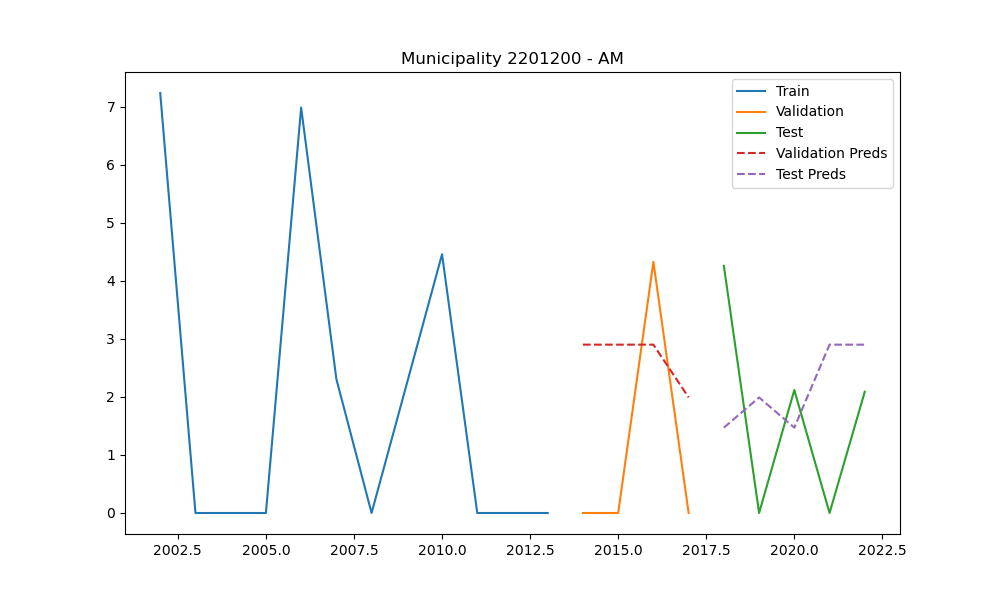 Municipality 2201200 - AM
Train
Validation
Test
Validation Preds
Test Preds
7
6
5
4
3
2
1
0
2002.5 2005.0 2007.5 2010.0 2012.5 2015.0 2017.5 2020.0 2022.5